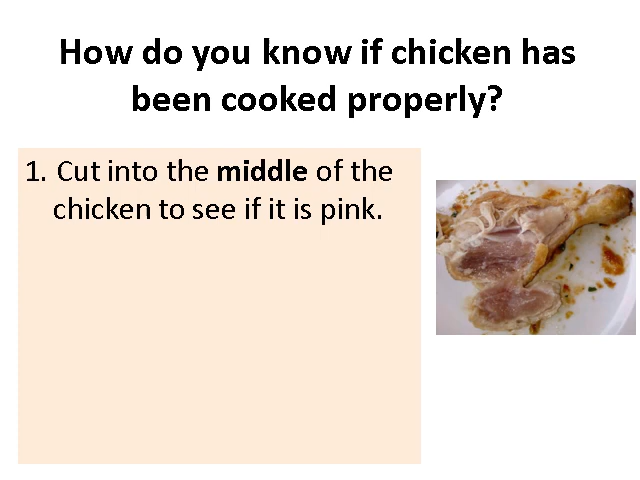 How do you know if chicken has
been cooked properly?
1. Cut into the middle of the
chicken to see if it is pink.